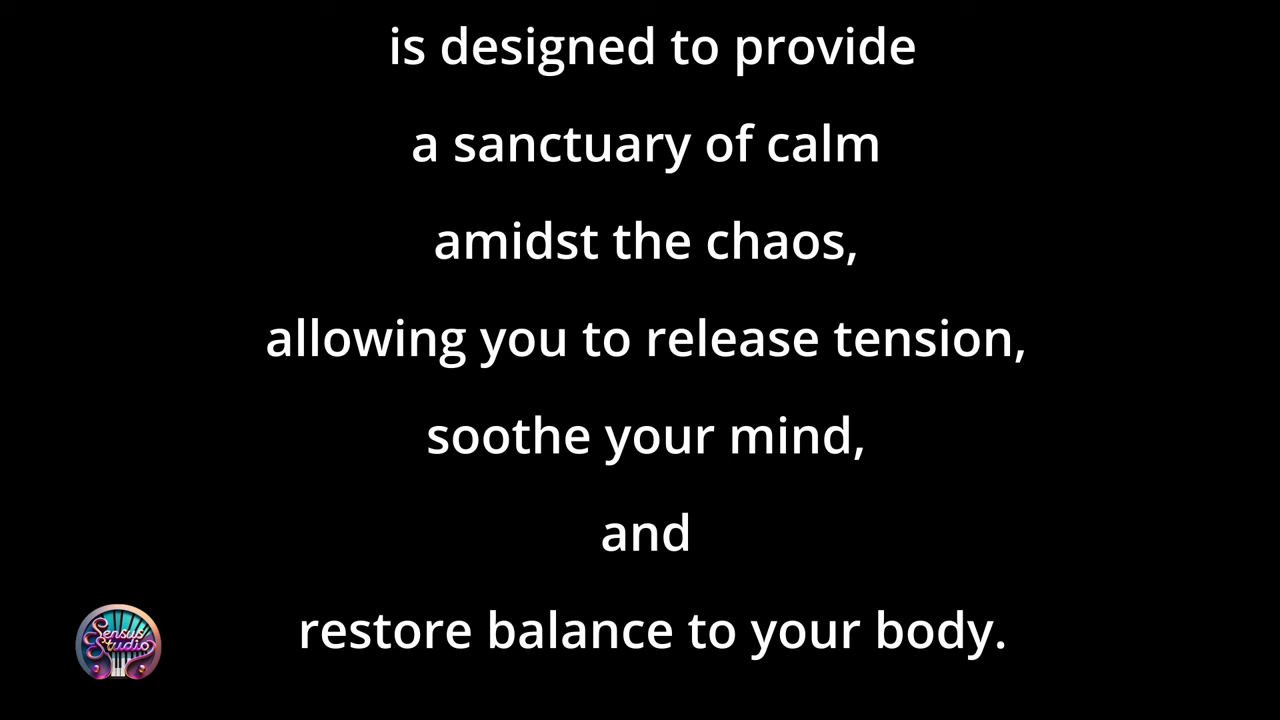 is designed to provide
a sanctuary of calm
amidst the chaos,
allowing you to release tension,
soothe your mind,
and
restore balance to your body.
Sensus
Studio